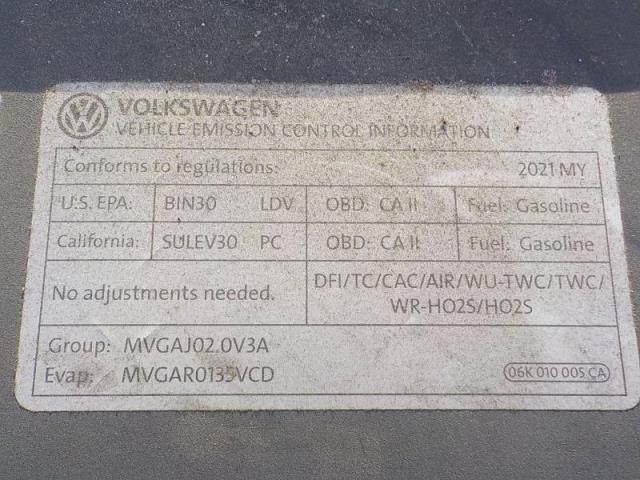 VOLKSWAGEN
VEHICLE EMISSION CONTROL INFORMATION
Conforms to regulations: 2021 MY
U.S. EPA: BIN30 LDV OBD: CA II Fuel: Gasoline
California: SULEV30 PC OBD: CA II Fuel: Gasoline
No adjustments needed. DFI/TC/CAC/AIR/WU-TWC/TWC/
WR-HO2S/HO2S
Group: MVGAJ02.0V3A
Evap: MVGAR0135VCD 06K 010 005 CA